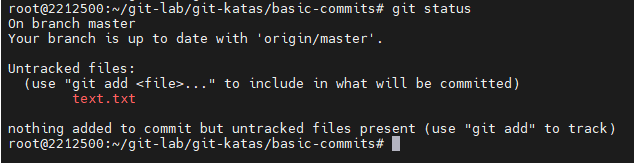 root@2212500:~/git-lab/git-katas/basic-commits# git status
On branch master
Your branch is up to date with 'origin/master'.

Untracked files:
  (use "git add <file>..." to include in what will be committed)
        text.txt

nothing added to commit but untracked files present (use "git add" to track)
root@2212500:~/git-lab/git-katas/basic-commits#